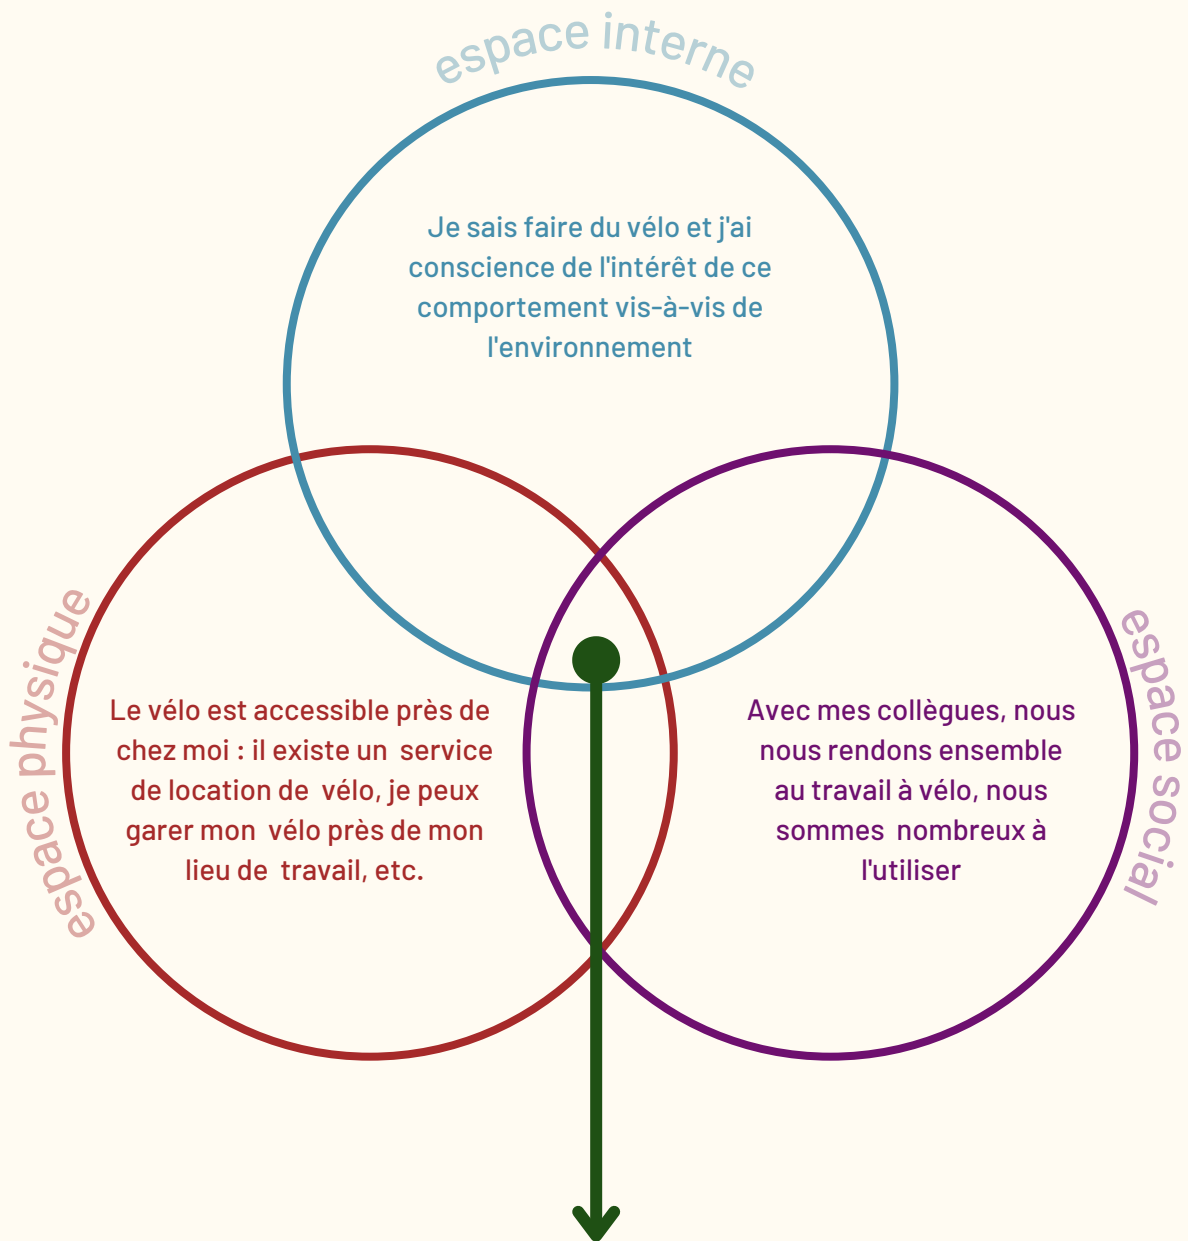 espace interne
Je sais faire du vélo et j'ai
conscience de l'intérêt de ce
comportement vis-à-vis de
l'environnement
espace physique
Le vélo est accessible près de
chez moi : il existe un service
de location de vélo, je peux
garer mon vélo près de mon
lieu de travail, etc.
Avec mes collègues, nous
nous rendons ensemble
au travail à vélo, nous
sommes nombreux à
l'utiliser
espace social